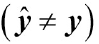 (ŷ ≠ y)